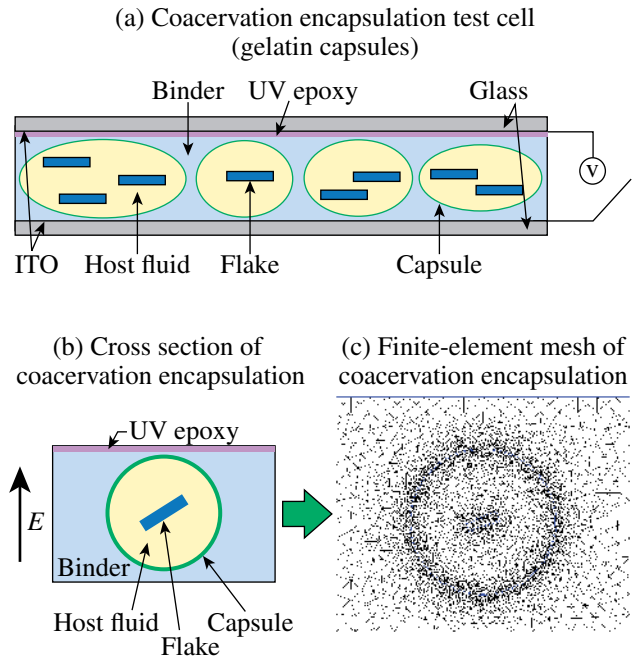 (a) Coacervation encapsulation test cell
(gelatin capsules)
Binder
UV epoxy
Glass
V
ITO
Host fluid
Flake
Capsule
(b) Cross section of
coacervation encapsulation
UV epoxy
E
Binder
Host fluid
Capsule
Flake
(c) Finite-element mesh of
coacervation encapsulation